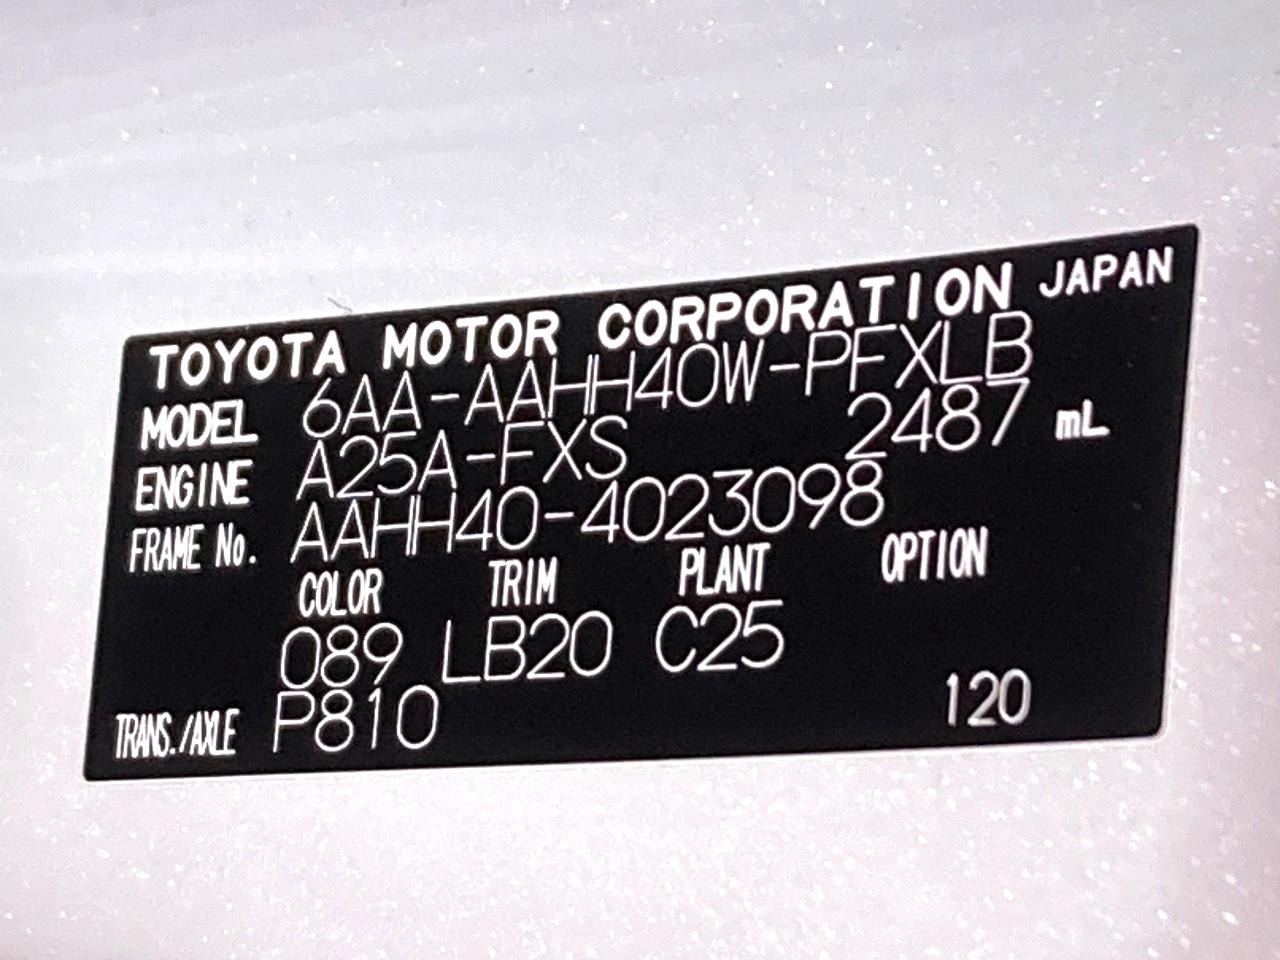 TOYOTA MOTOR CORPORATION JAPAN
MODEL 6AA-AAHH40W-PFXLB
ENGINE A25A-FXS 2487 mL
FRAME No. AAHH40-4023098
COLOR TRIM PLANT OPTION
089 LB20 C25
TRANS./AXLE P810 120